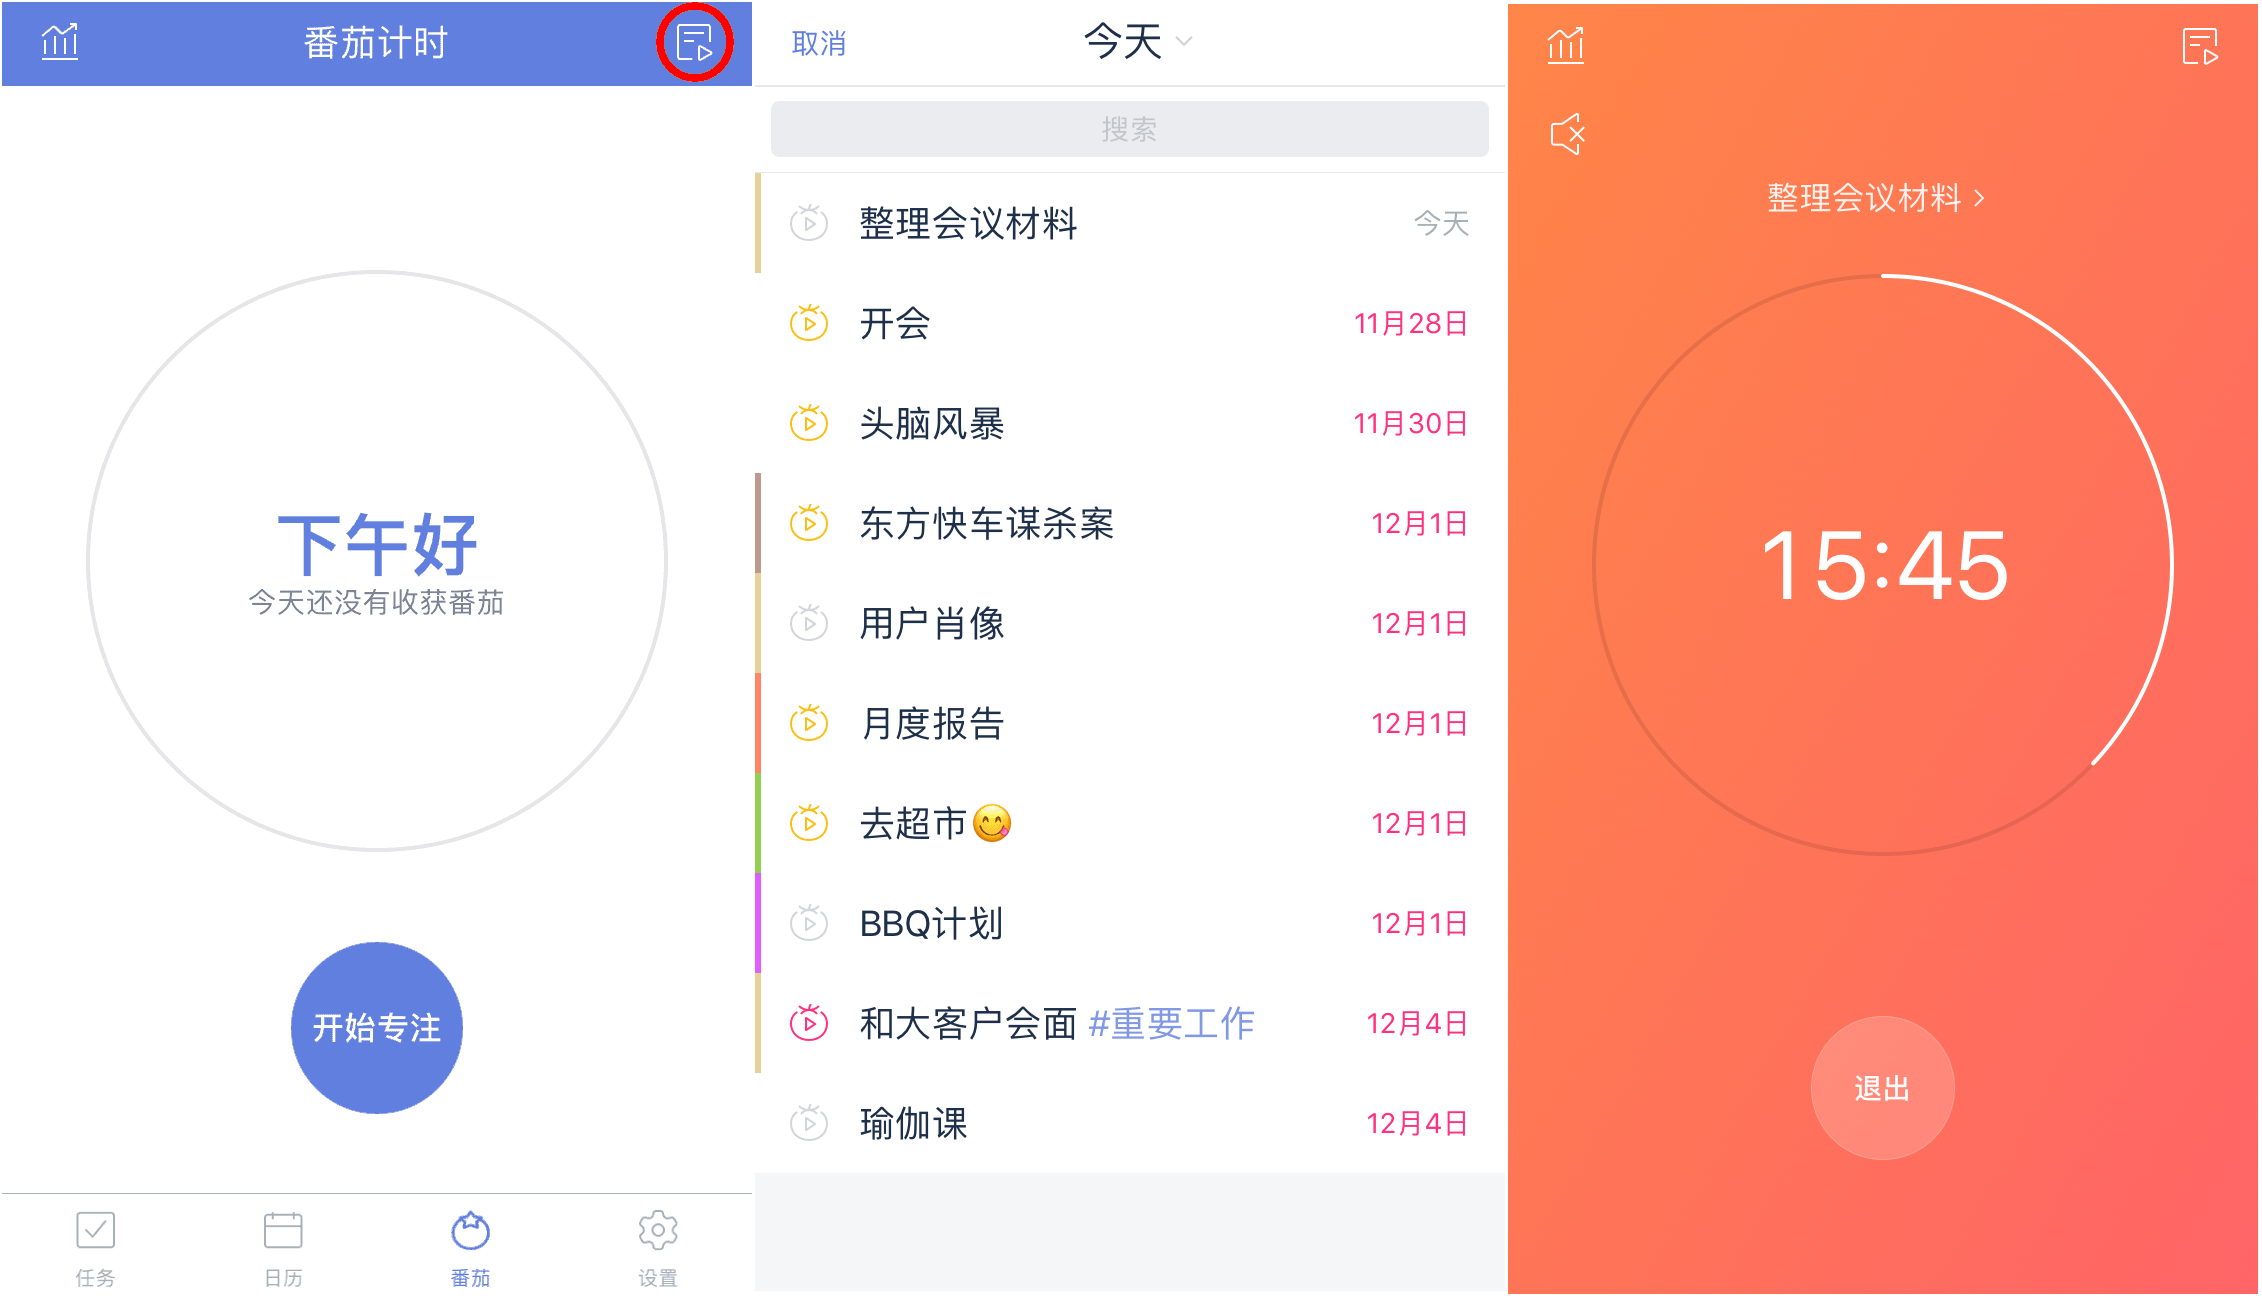 番茄计时
下午好
今天还没有收获番茄
开始专注
任务
日历
番茄
设置
取消
今天
搜索
整理会议材料 今天
开会 11月28日
头脑风暴 11月30日
东方快车谋杀案 12月1日
用户肖像 12月1日
月度报告 12月1日
去超市😋 12月1日
BBQ计划 12月1日
和大客户会面 #重要工作 12月4日
瑜伽课 12月4日
整理会议材料 >
15:45
退出